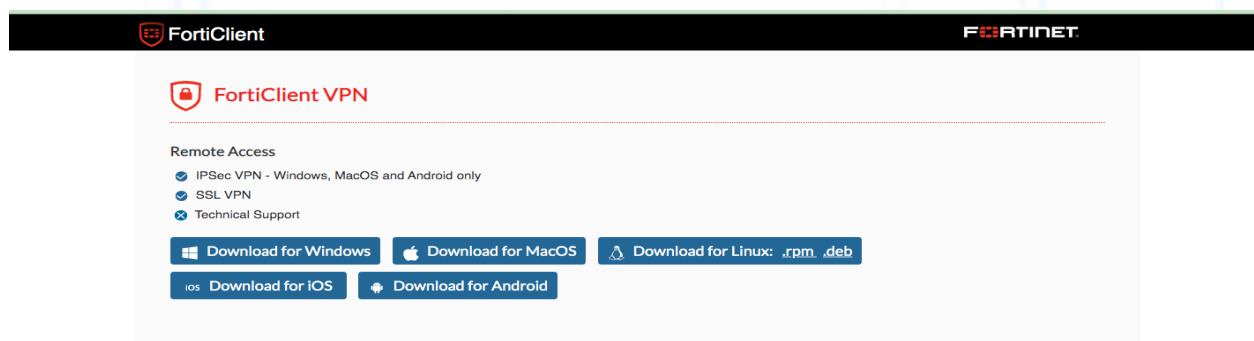 FortiClient
FORTINET
FortiClient VPN
Remote Access
IPSec VPN - Windows, MacOS and Android only
SSL VPN
Technical Support
Download for Windows
Download for MacOS
Download for Linux: .rpm .deb
iOS Download for iOS
Download for Android